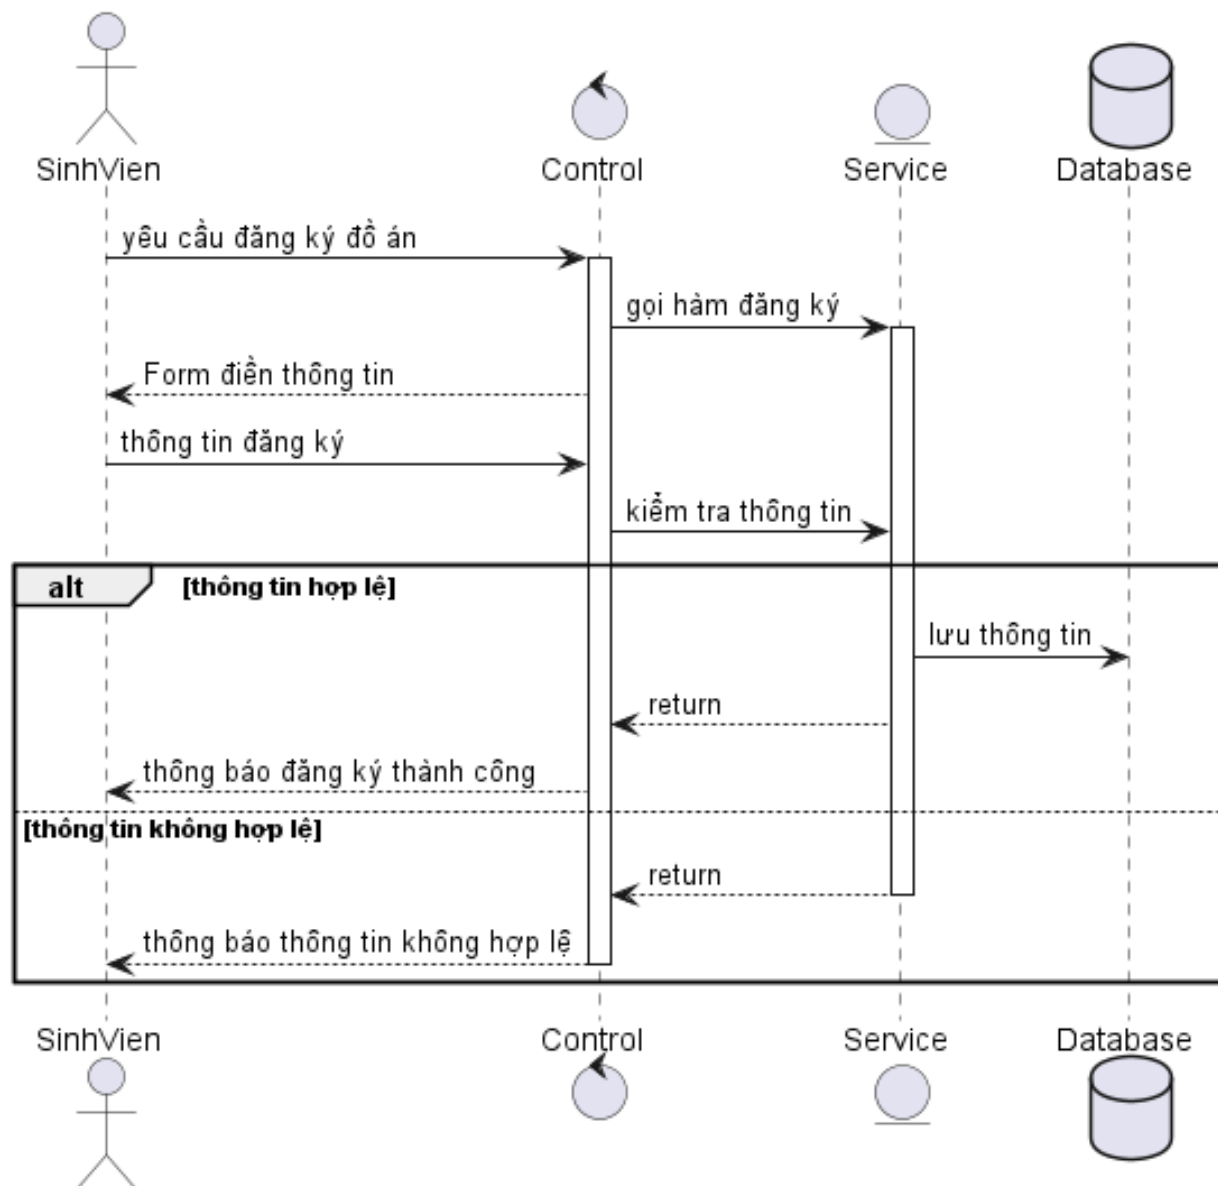 SinhVien
Control
Service
Database
yêu cầu đăng ký đồ án
gọi hàm đăng ký
Form điền thông tin
thông tin đăng ký
kiểm tra thông tin
alt [thông tin hợp lệ]
lưu thông tin
return
thông báo đăng ký thành công
[thông tin không hợp lệ]
return
thông báo thông tin không hợp lệ
SinhVien
Control
Service
Database